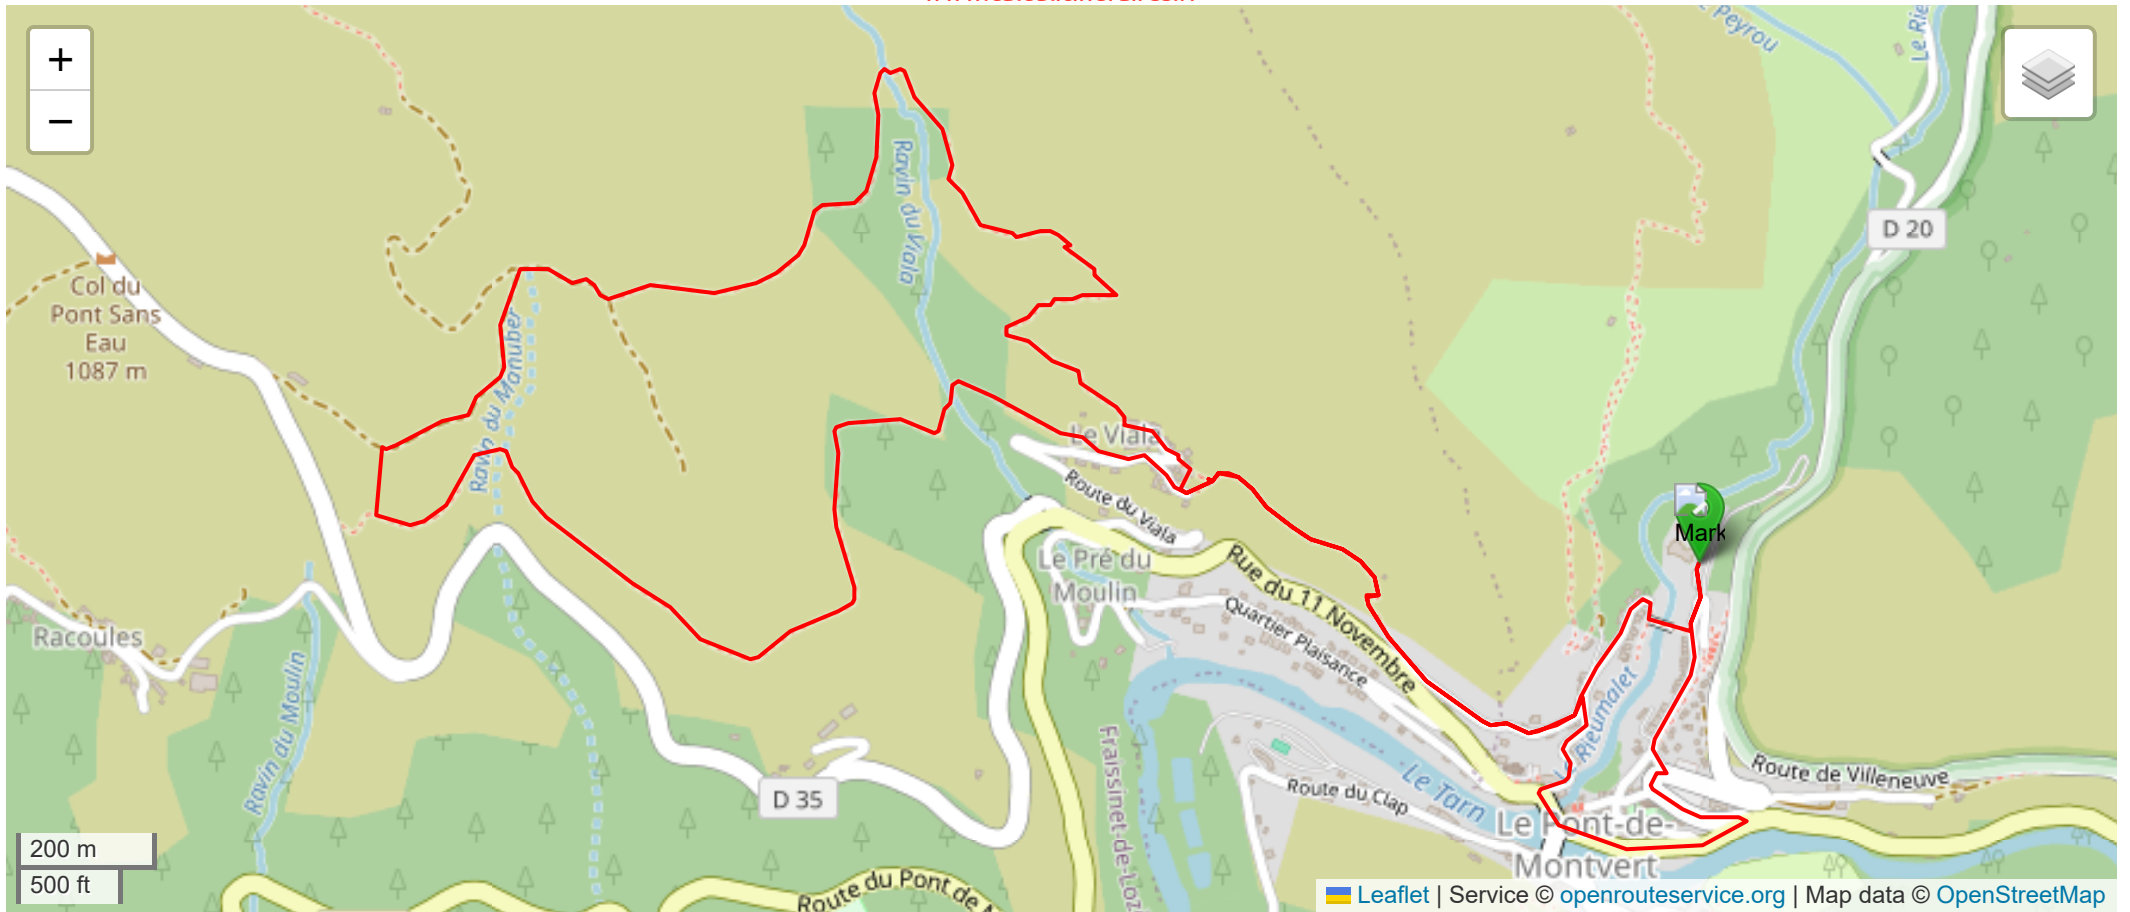 +
−
Peyrou
Le Rie
D 20
Col du
Pont Sans
Eau
1087 m
Ravin du Viala
Ravin du Manuber
Le Viala
Route du Viala
Mark
Le Pré du
Moulin
Rue du 11 Novembre
Quartier Plaisance
Racoules
Ravin du Moulin
Rieumalet
D 35
Fraissinet-de-Loz
Route du Clap
Le Tarn
Route de Villeneuve
Le Pont-de-
Montvert
200 m
500 ft
Route du Pont de
Leaflet | Service © openrouteservice.org | Map data © OpenStreetMap